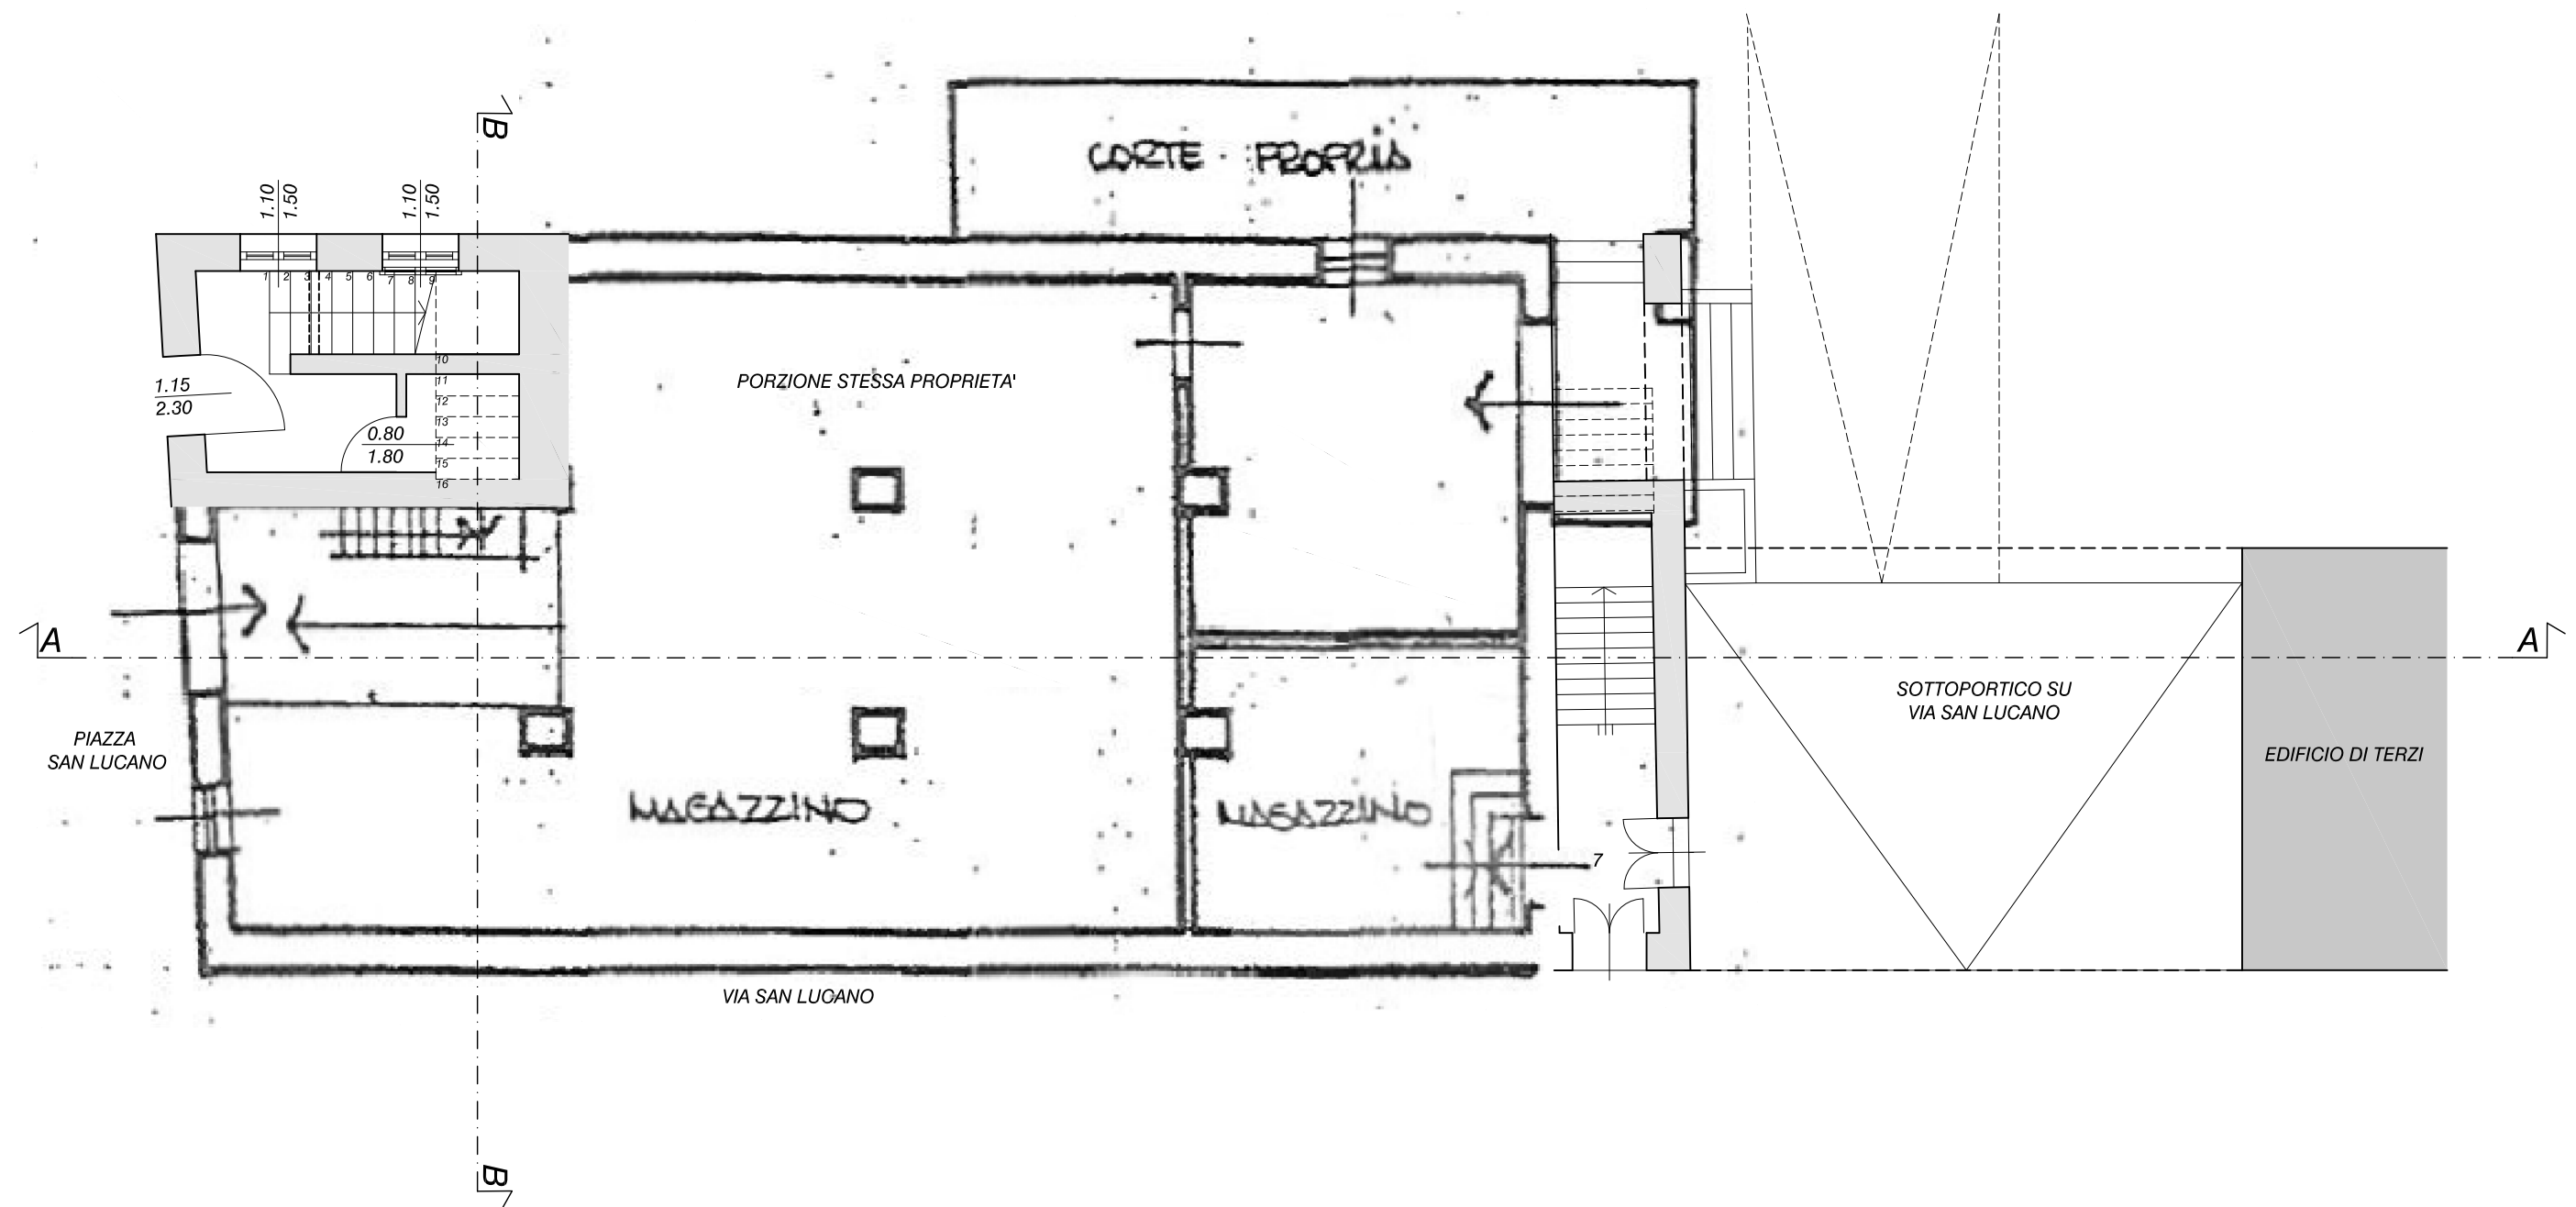 B
CORTE PROPRIA
1.10
1.50
1.10
1.50
1 2 3 4 5 6 7 8 9
10
11
12
13
14
15
16
1.15
2.30
0.80
1.80
PORZIONE STESSA PROPRIETA'
A
A
PIAZZA
SAN LUCANO
SOTTOPORTICO SU
VIA SAN LUCANO
EDIFICIO DI TERZI
MAGAZZINO
MAGAZZINO
7
VIA SAN LUCANO
B